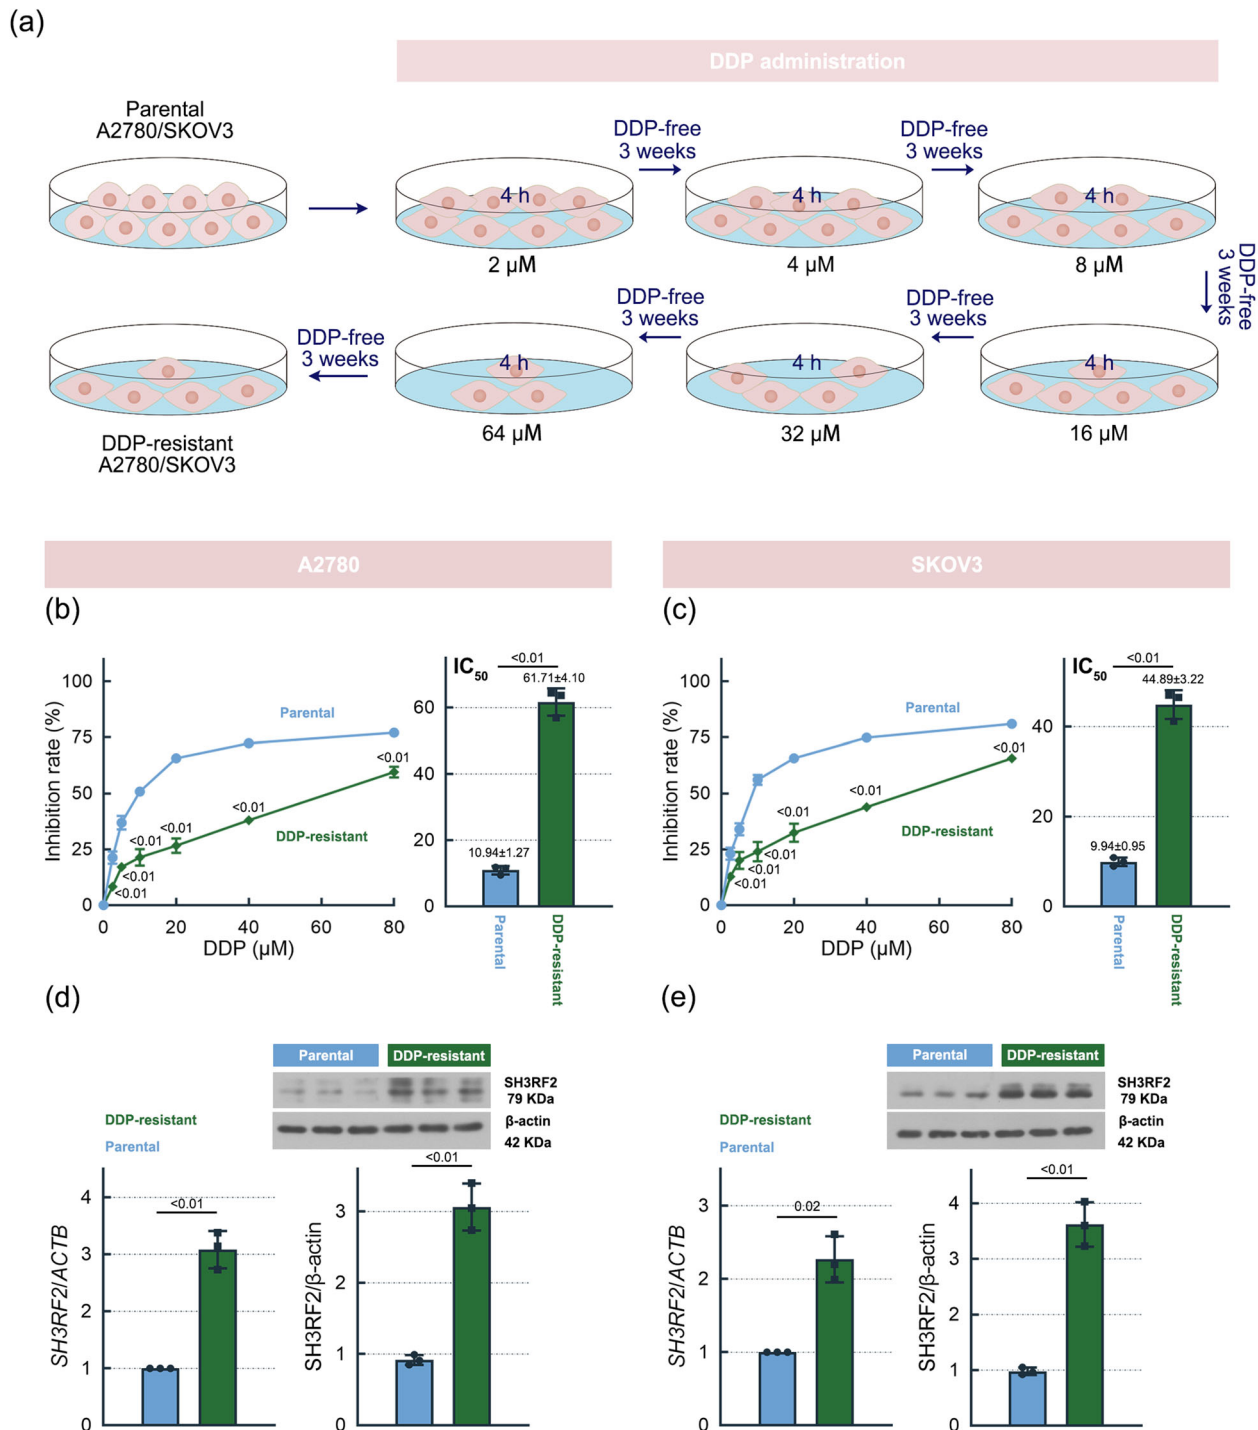 (a)
DDP administration
Parental
A2780/SKOV3
DDP-free
3 weeks
DDP-free
3 weeks
4 h
4 h
4 h
2 μM
4 μM
8 μM
DDP-free
3 weeks
DDP-free
3 weeks
DDP-free
3 weeks
DDP-free
3 weeks
4 h
4 h
4 h
64 μM
32 μM
16 μM
DDP-resistant
A2780/SKOV3
A2780
SKOV3
(b)
Inhibition rate (%)
100
75
50
25
0
Parental
DDP-resistant
<0.01
<0.01
<0.01
<0.01
<0.01
<0.01
0
20
40
60
80
DDP (μM)
IC50
<0.01
61.71±4.10
10.94±1.27
60
40
20
0
Parental
DDP-resistant
(c)
Inhibition rate (%)
100
75
50
25
0
Parental
DDP-resistant
<0.01
<0.01
<0.01
<0.01
<0.01
<0.01
0
20
40
60
80
DDP (μM)
IC50
<0.01
44.89±3.22
9.94±0.95
40
20
0
Parental
DDP-resistant
(d)
Parental
DDP-resistant
SH3RF2
79 KDa
β-actin
42 KDa
DDP-resistant
Parental
SH3RF2/ACTB
4
3
2
1
0
<0.01
SH3RF2/β-actin
3
2
1
0
<0.01
(e)
Parental
DDP-resistant
SH3RF2
79 KDa
β-actin
42 KDa
DDP-resistant
Parental
SH3RF2/ACTB
3
2
1
0
0.02
SH3RF2/β-actin
4
3
2
1
0
<0.01